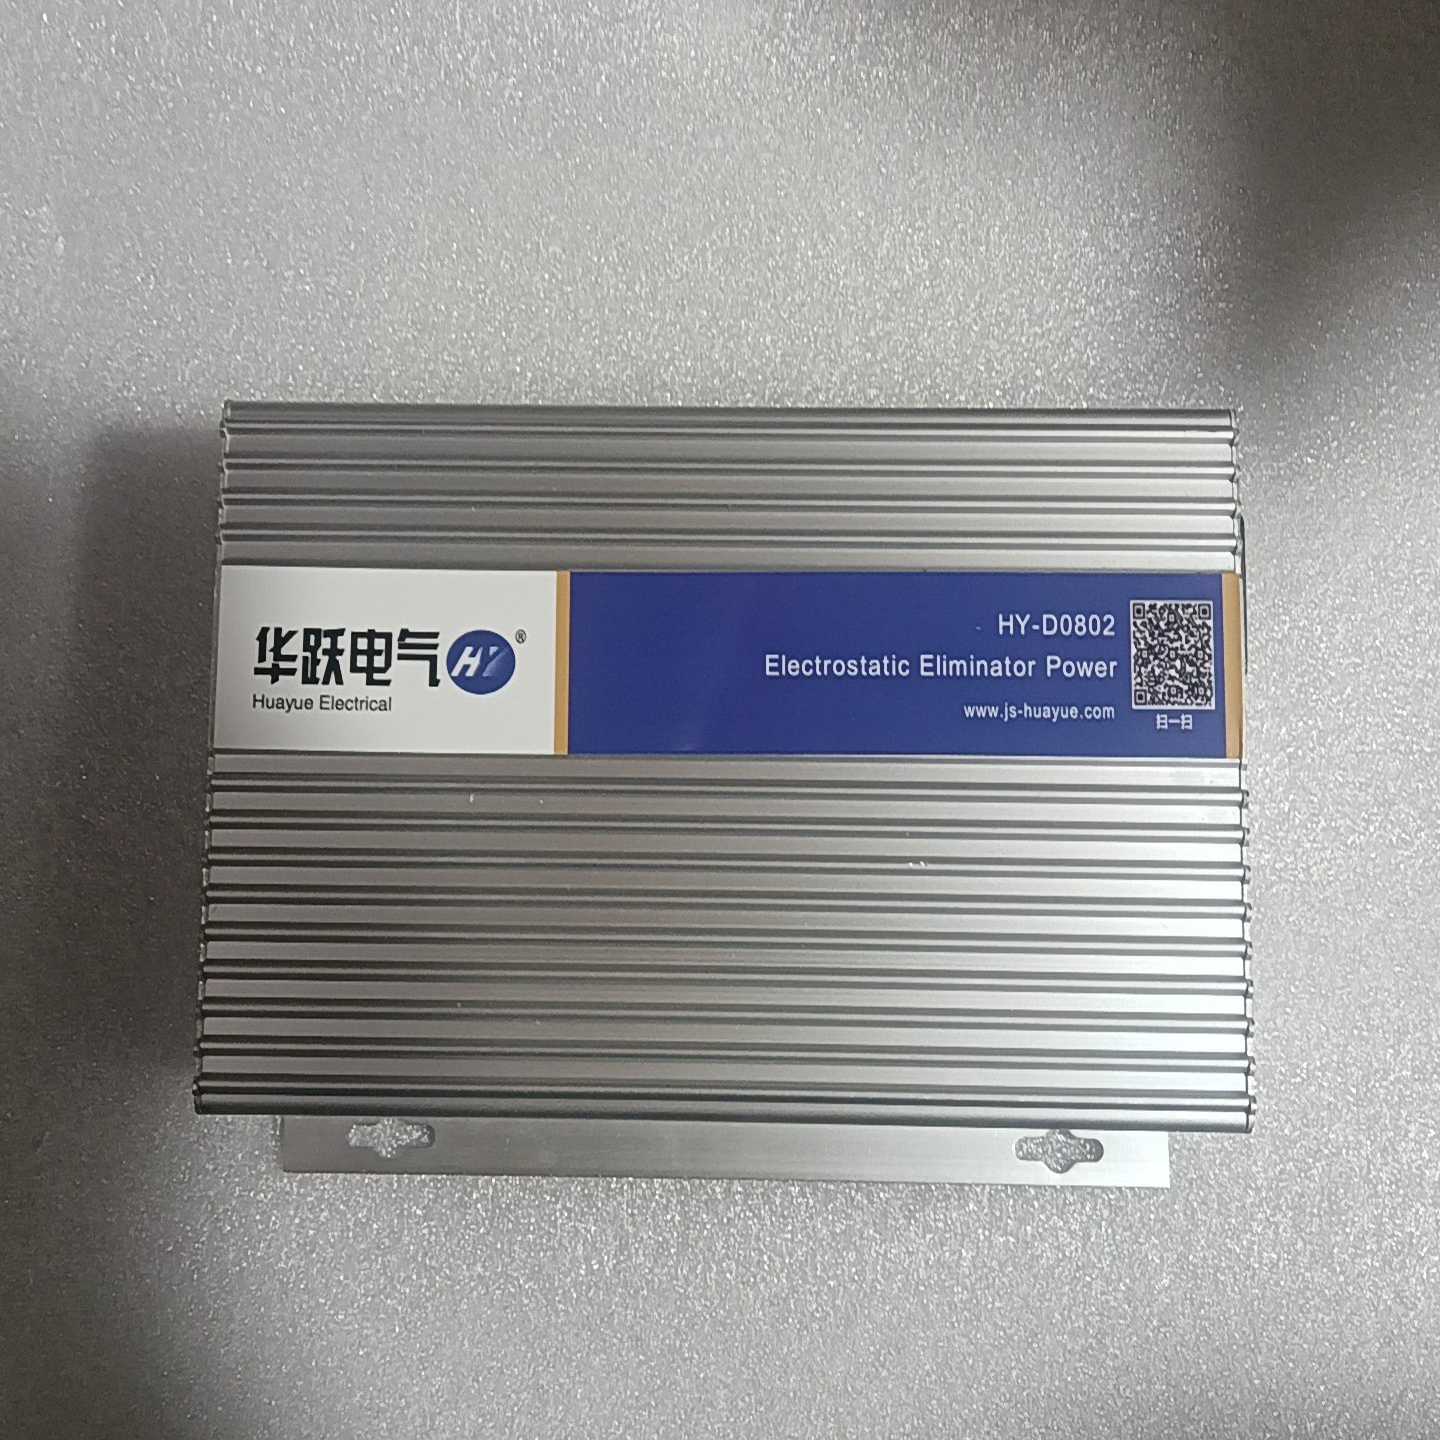 华跃电气 HY ®
Huayue Electrical
HY-D0802
Electrostatic Eliminator Power
www.js-huayue.com
扫一扫